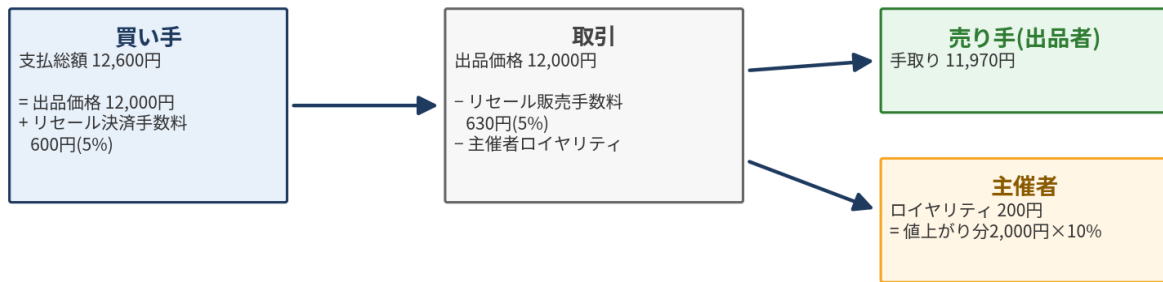 買い手
支払総額 12,600円
= 出品価格 12,000円
+ リセール決済手数料
600円(5%)
取引
出品価格 12,000円
− リセール販売手数料
630円(5%)
− 主催者ロイヤリティ
売り手(出品者)
手取り 11,970円
主催者
ロイヤリティ 200円
= 値上がり分2,000円×10%